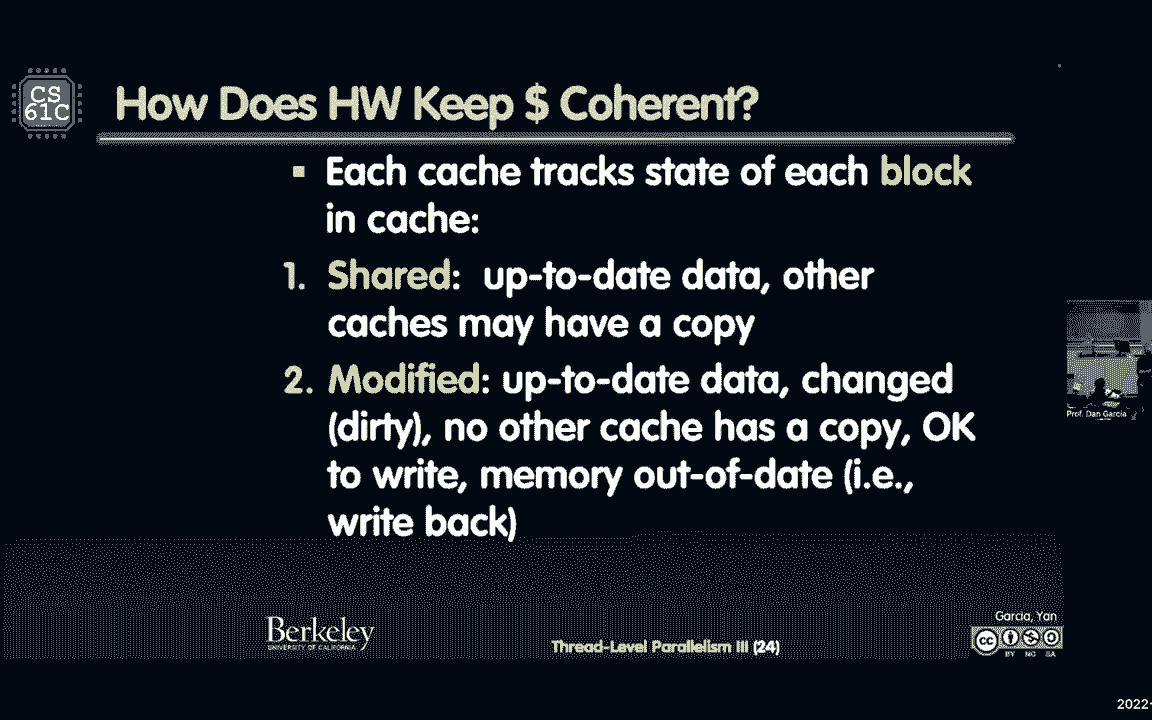 CS
61C
How Does HW Keep $ Coherent?
▪ Each cache tracks state of each block
in cache:
1. Shared: up-to-date data, other
caches may have a copy
2. Modified: up-to-date data, changed
(dirty), no other cache has a copy, OK
to write, memory out-of-date (i.e.,
write back)
Prof. Dan Garcia
Berkeley
UNIVERSITY OF CALIFORNIA
Thread-Level Parallelism III (24)
Garcia, Yan
cc
BY NC SA
2022-